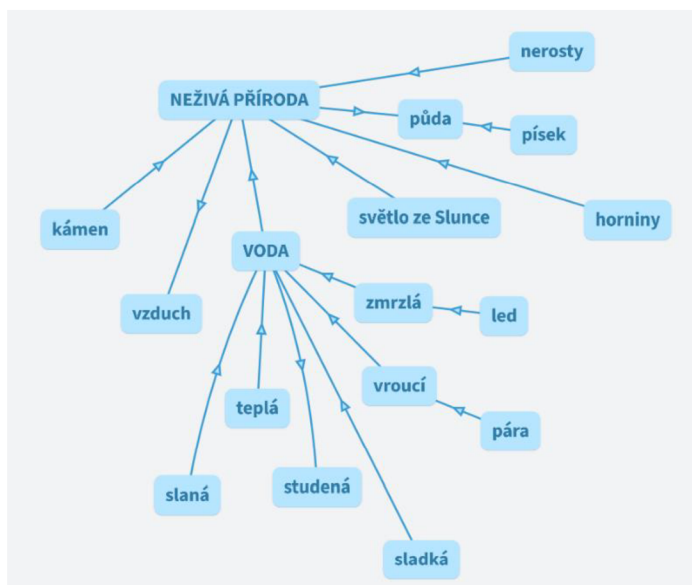 nerosty
NEŽIVÁ PŘÍRODA
půda
písek
kámen
světlo ze Slunce
horniny
VODA
vzduch
zmrzlá
led
vroucí
teplá
pára
slaná
studená
sladká